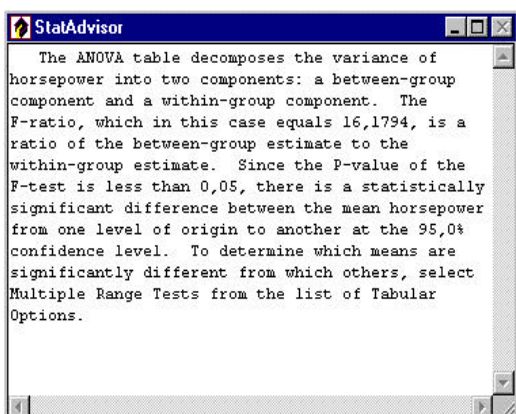 StatAdvisor
The ANOVA table decomposes the variance of
horsepower into two components: a between-group
component and a within-group component.  The
F-ratio, which in this case equals 16,1794, is a
ratio of the between-group estimate to the
within-group estimate.  Since the P-value of the
F-test is less than 0,05, there is a statistically
significant difference between the mean horsepower
from one level of origin to another at the 95,0%
confidence level.  To determine which means are
significantly different from which others, select
Multiple Range Tests from the list of Tabular
Options.